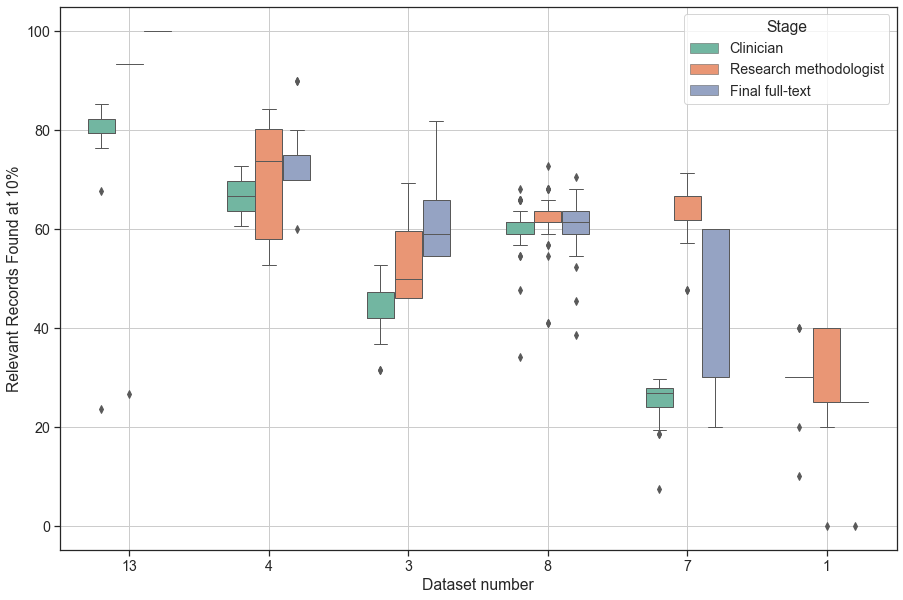 Stage
Clinician
Research methodologist
Final full-text
Relevant Records Found at 10%
100
80
60
40
20
0
13 4 3 8 7 1
Dataset number